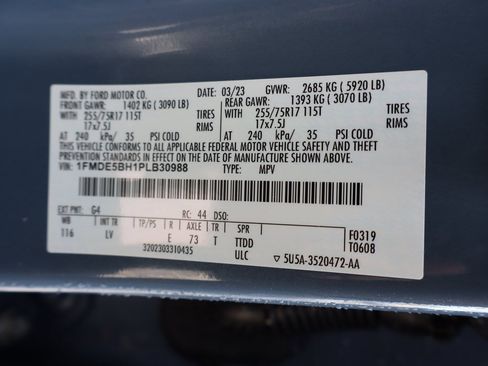 MFD. BY FORD MOTOR CO. DATE: 03/23 GVWR: 2685 KG ( 5920 LB)
FRONT GAWR: 1402 KG ( 3090 LB) REAR GAWR: 1393 KG ( 3070 LB)
WITH 255/75R17 115T TIRES WITH 255/75R17 115T TIRES
17x7.5J RIMS 17x7.5J RIMS
AT 240 kPa/ 35 PSI COLD AT 240 kPa/ 35 PSI COLD
THIS VEHICLE CONFORMS TO ALL APPLICABLE FEDERAL MOTOR VEHICLE SAFETY AND THEFT
PREVENTION STANDARDS IN EFFECT ON THE DATE OF MANUFACTURE SHOWN ABOVE.
VIN: 1FMDE5BH1PLB30988 TYPE: MPV
EXT PNT: G4 RC: 44 DSO:
WB INT TR TP/PS R AXLE TR SPR
116 LV E 73 T TTDD
3202303310435 ULC
F0319
T0608
▽ 5U5A-3520472-AA